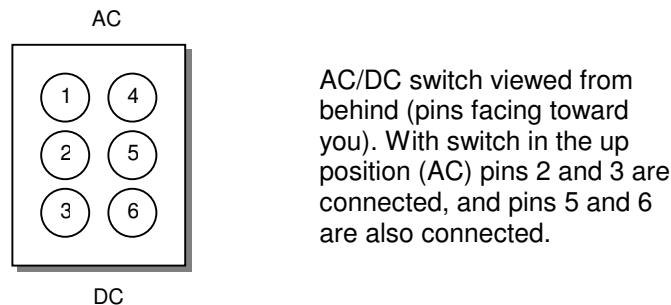 AC
1 4
2 5
3 6
DC
AC/DC switch viewed from
behind (pins facing toward
you). With switch in the up
position (AC) pins 2 and 3 are
connected, and pins 5 and 6
are also connected.